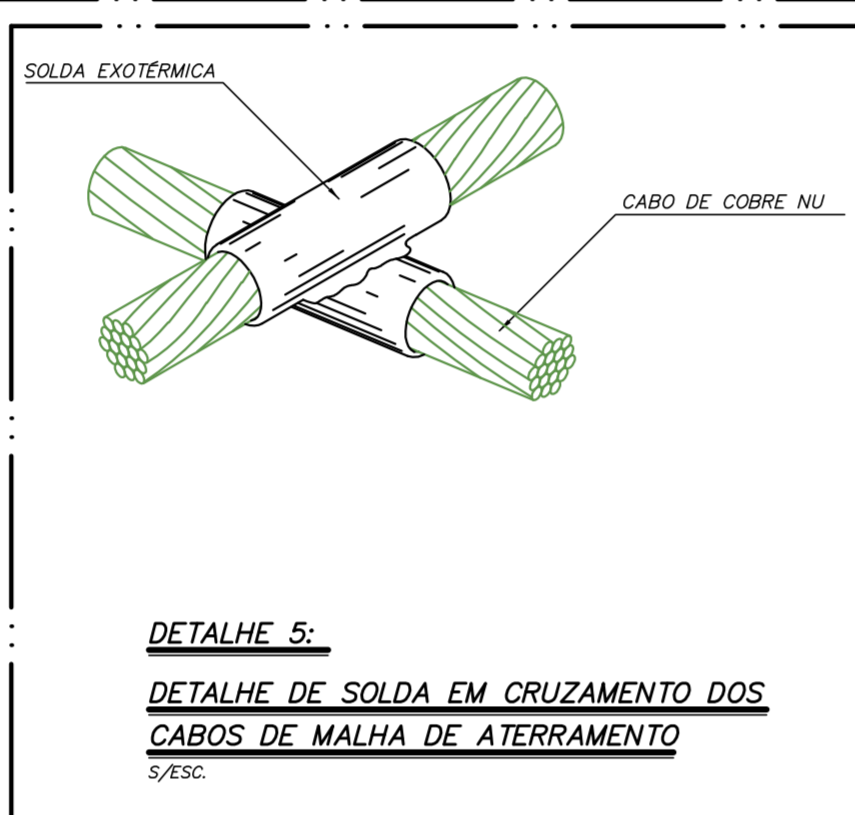 SOLDA EXOTÉRMICA
CABO DE COBRE NU
DETALHE 5:
DETALHE DE SOLDA EM CRUZAMENTO DOS
CABOS DE MALHA DE ATERRAMENTO
S/ESC.